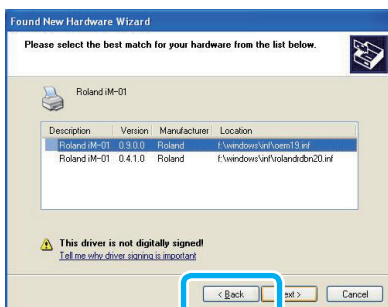 Found New Hardware Wizard
Please select the best match for your hardware from the list below.
Roland iM-01
Description Version Manufacturer Location
Roland iM-01 0.9.0.0 Roland f:\windows\inf\oem19.inf
Roland iM-01 0.4.1.0 Roland f:\windows\inf\rolandrdbn20.inf
This driver is not digitally signed!
Tell me why driver signing is important
< Back ext > Cancel